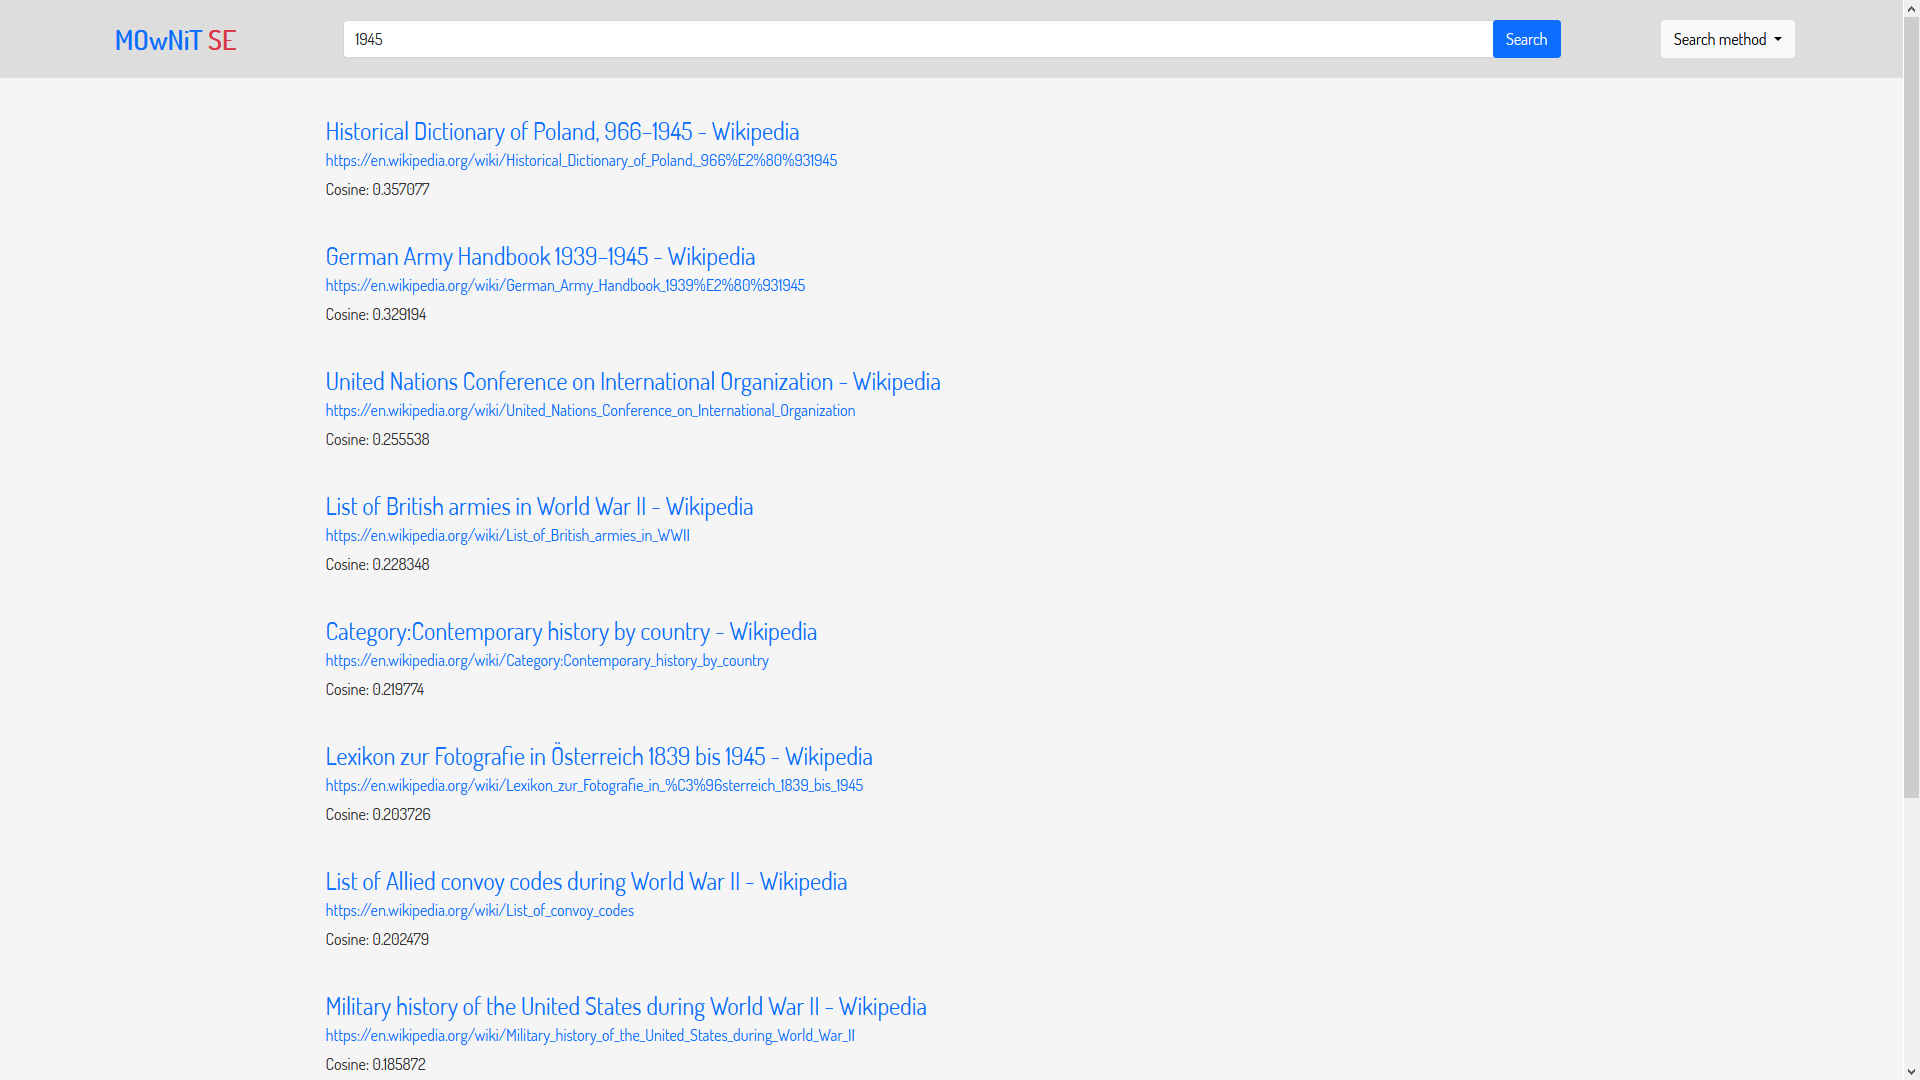 MOwNiT SE
1945
Search
Search method
Historical Dictionary of Poland, 966–1945 - Wikipedia
https://en.wikipedia.org/wiki/Historical_Dictionary_of_Poland,_966%E2%80%931945
Cosine: 0.357077
German Army Handbook 1939–1945 - Wikipedia
https://en.wikipedia.org/wiki/German_Army_Handbook_1939%E2%80%931945
Cosine: 0.329194
United Nations Conference on International Organization - Wikipedia
https://en.wikipedia.org/wiki/United_Nations_Conference_on_International_Organization
Cosine: 0.255538
List of British armies in World War II - Wikipedia
https://en.wikipedia.org/wiki/List_of_British_armies_in_WWII
Cosine: 0.228348
Category:Contemporary history by country - Wikipedia
https://en.wikipedia.org/wiki/Category:Contemporary_history_by_country
Cosine: 0.219774
Lexikon zur Fotografie in Österreich 1839 bis 1945 - Wikipedia
https://en.wikipedia.org/wiki/Lexikon_zur_Fotografie_in_%C3%96sterreich_1839_bis_1945
Cosine: 0.203726
List of Allied convoy codes during World War II - Wikipedia
https://en.wikipedia.org/wiki/List_of_convoy_codes
Cosine: 0.202479
Military history of the United States during World War II - Wikipedia
https://en.wikipedia.org/wiki/Military_history_of_the_United_States_during_World_War_II
Cosine: 0.185872